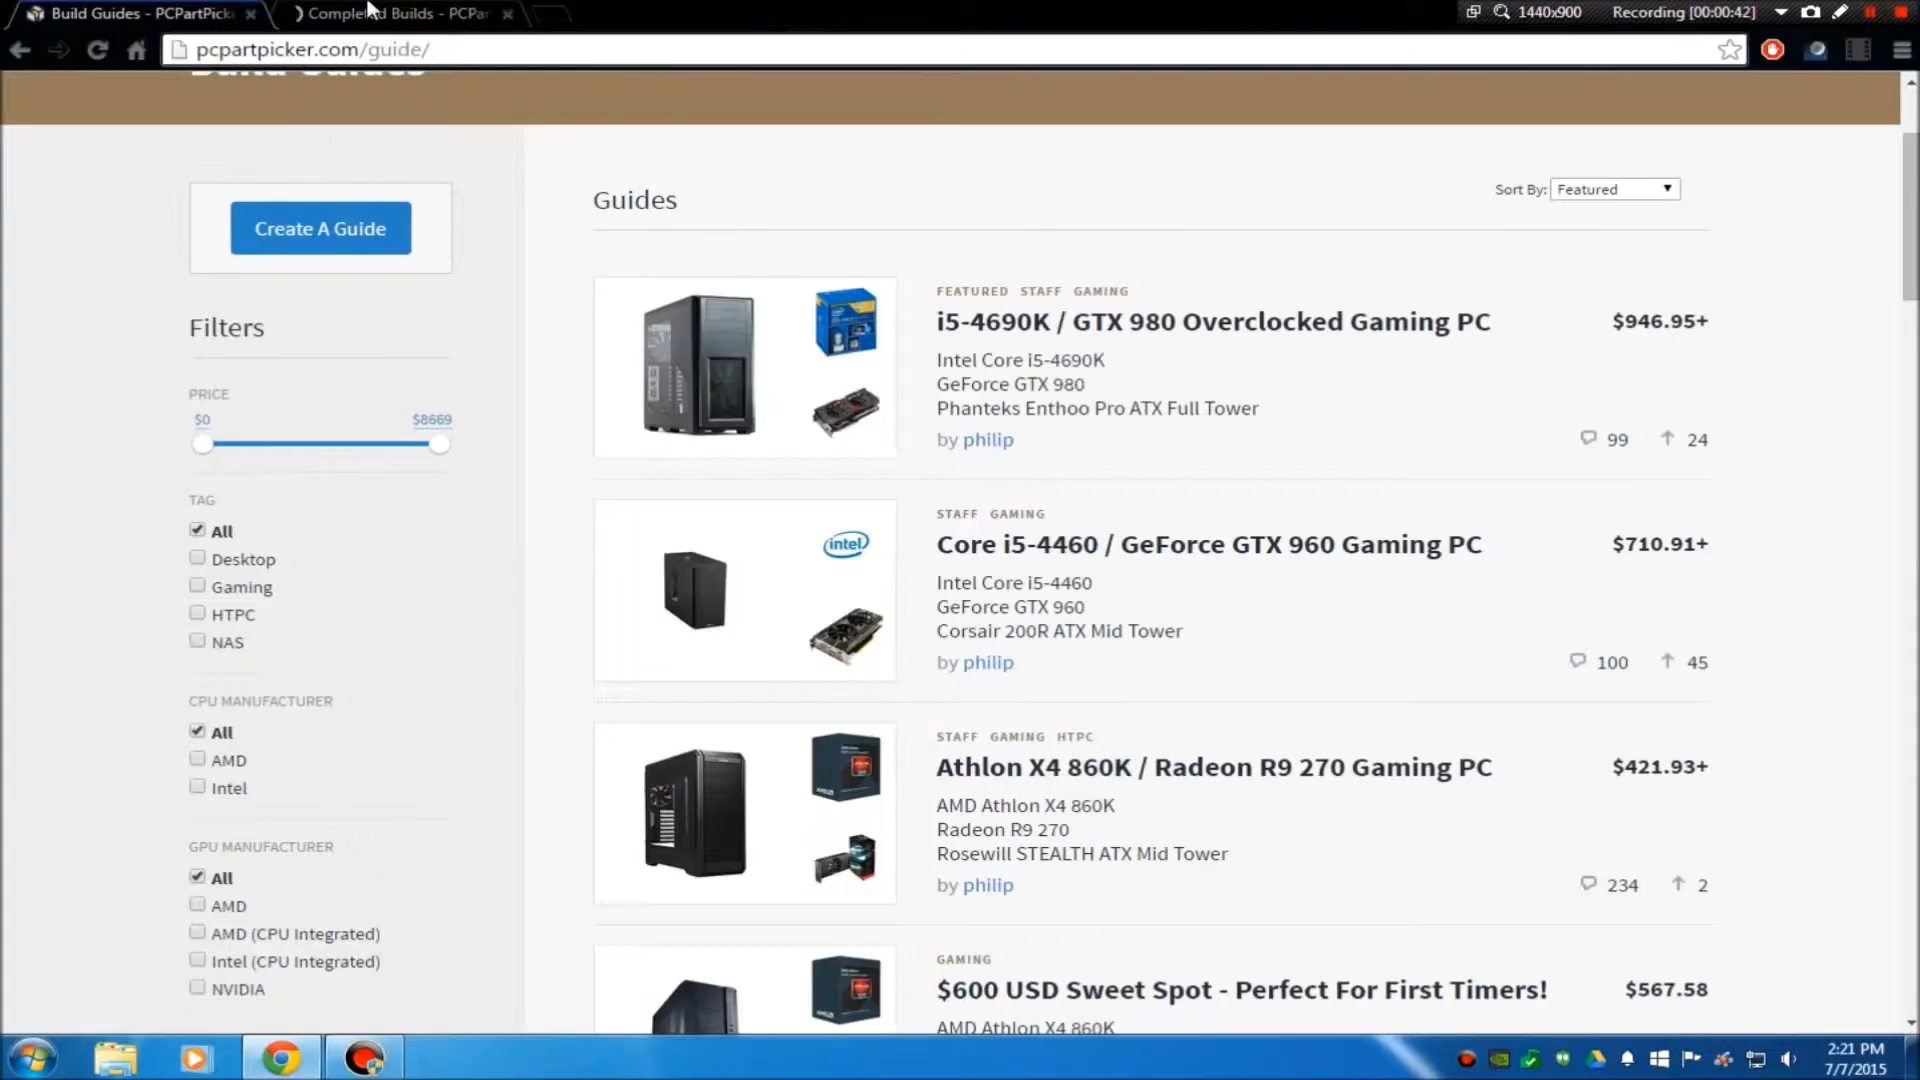 Build Guides - PCPartPick
Completed Builds - PCPar
1440x900
Recording [00:00:42]
pcpartpicker.com/guide/
Build Guides
Create A Guide
Guides
Sort By: Featured
Filters
PRICE
$0 $8669
TAG
All
Desktop
Gaming
HTPC
NAS
CPU MANUFACTURER
All
AMD
Intel
GPU MANUFACTURER
All
AMD
AMD (CPU Integrated)
Intel (CPU Integrated)
NVIDIA
FEATURED STAFF GAMING
i5-4690K / GTX 980 Overclocked Gaming PC
$946.95+
Intel Core i5-4690K
GeForce GTX 980
Phanteks Enthoo Pro ATX Full Tower
by philip
99 24
STAFF GAMING
intel
Core i5-4460 / GeForce GTX 960 Gaming PC
$710.91+
Intel Core i5-4460
GeForce GTX 960
Corsair 200R ATX Mid Tower
by philip
100 45
STAFF GAMING HTPC
Athlon X4 860K / Radeon R9 270 Gaming PC
$421.93+
AMD Athlon X4 860K
Radeon R9 270
Rosewill STEALTH ATX Mid Tower
by philip
234 2
GAMING
$600 USD Sweet Spot - Perfect For First Timers!
$567.58
AMD Athlon X4 860K
2:21 PM
7/7/2015